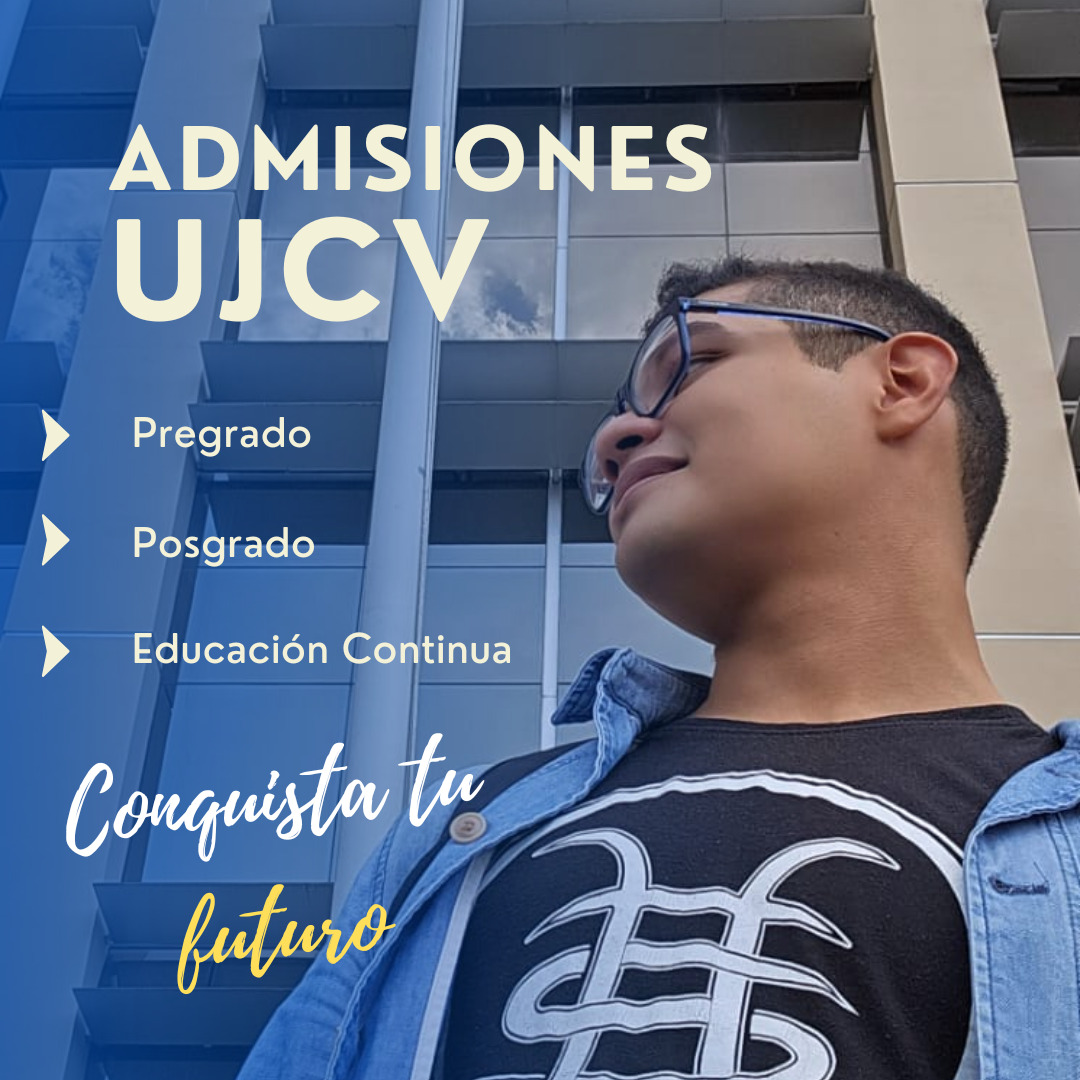 ADMISIONES
UJCV
Pregrado
Posgrado
Educación Continua
Conquista tu
futuro